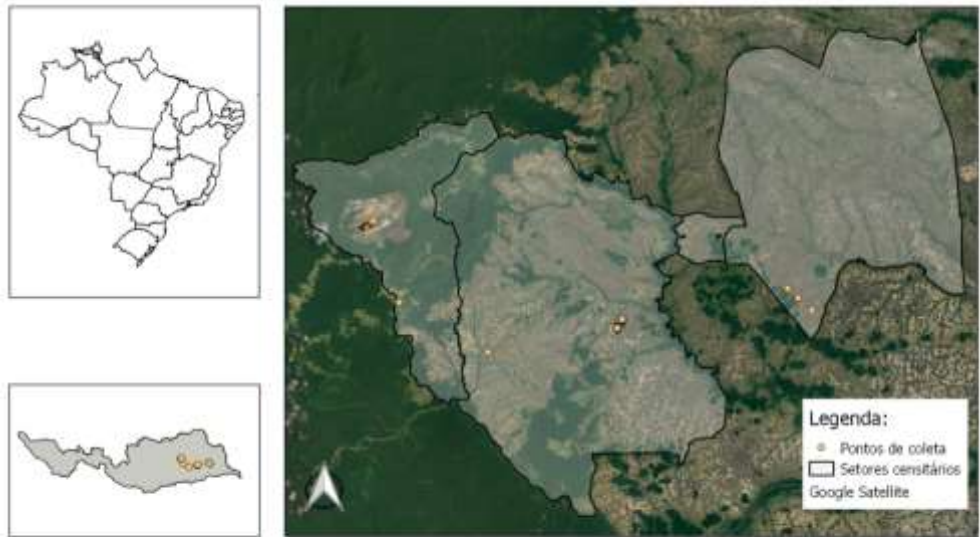 Legenda:
Pontos de coleta
Setores censitários
Google Satellite